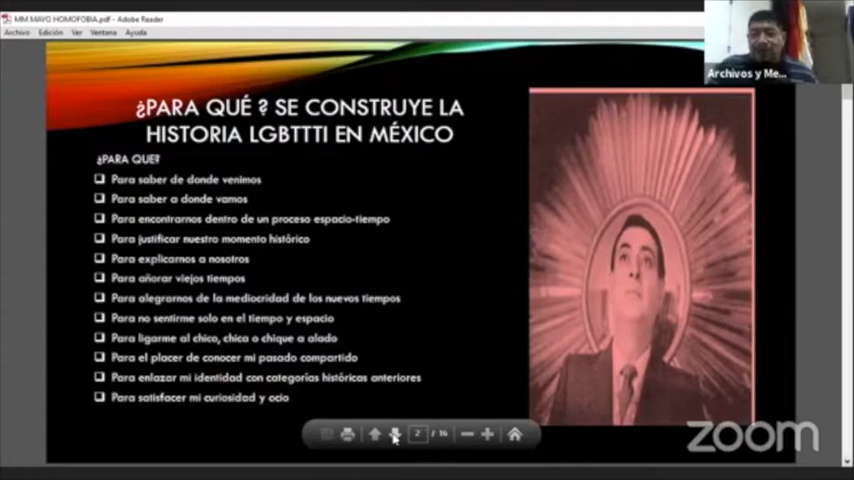 MM MAYO HOMOFOBIA.pdf - Adobe Reader
Archivo Edición Ver Ventana Ayuda
Archivos y Me...
¿PARA QUÉ ? SE CONSTRUYE LA
HISTORIA LGBTTTI EN MÉXICO
¿PARA QUE?
Para saber de donde venimos
Para saber a donde vamos
Para encontrarnos dentro de un proceso espacio-tiempo
Para justificar nuestro momento histórico
Para explicarnos a nosotros
Para añorar viejos tiempos
Para alegrarnos de la mediocridad de los nuevos tiempos
Para no sentirme solo en el tiempo y espacio
Para ligarme al chico, chica o chique a alado
Para el placer de conocer mi pasado compartido
Para enlazar mi identidad con categorías históricas anteriores
Para satisfacer mi curiosidad y ocio
2 / 16
zoom